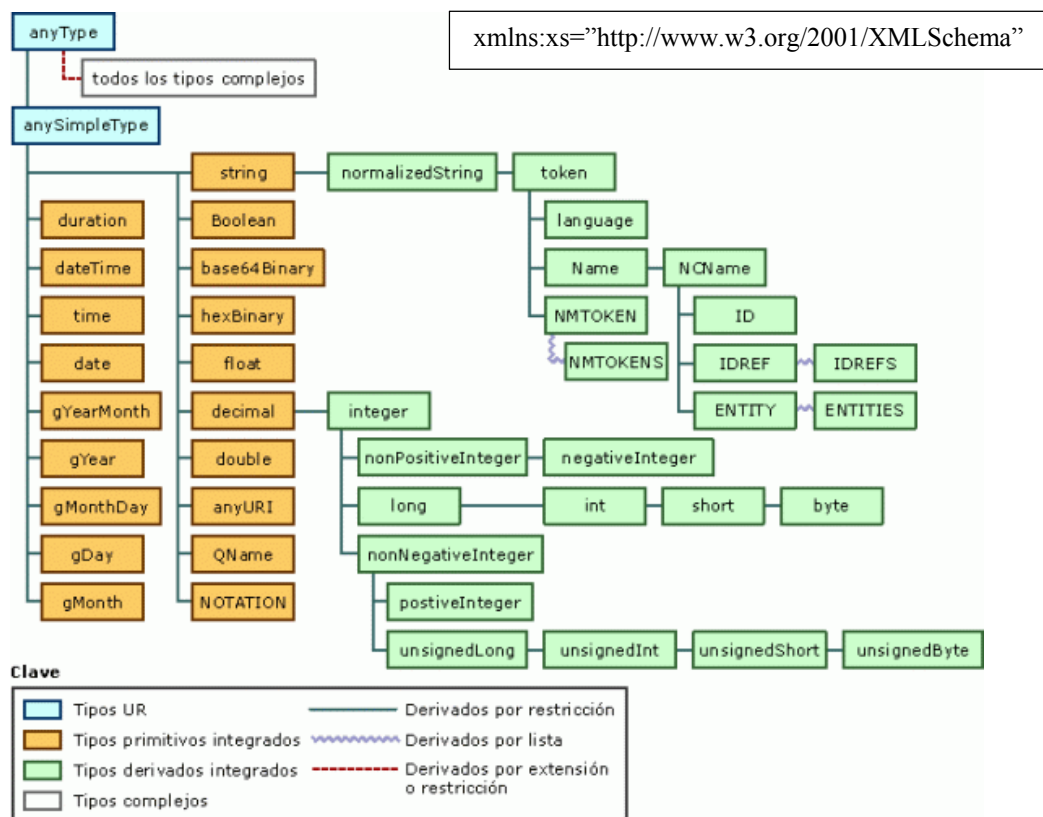 anyType
xmlns:xs=”http://www.w3.org/2001/XMLSchema”
todos los tipos complejos
anySimpleType
string
normalizedString
token
duration
Boolean
language
dateTime
base64Binary
Name
NCName
time
hexBinary
NMTOKEN
ID
date
float
NMTOKENS
IDREF
IDREFS
gYearMonth
decimal
integer
ENTITY
ENTITIES
gYear
double
nonPositiveInteger
negativeInteger
gMonthDay
anyURI
long
int
short
byte
gDay
QName
nonNegativeInteger
gMonth
NOTATION
postiveInteger
unsignedLong
unsignedInt
unsignedShort
unsignedByte
Clave
Tipos UR
Tipos primitivos integrados
Tipos derivados integrados
Tipos complejos
Derivados por restricción
Derivados por lista
Derivados por extensión
o restricción